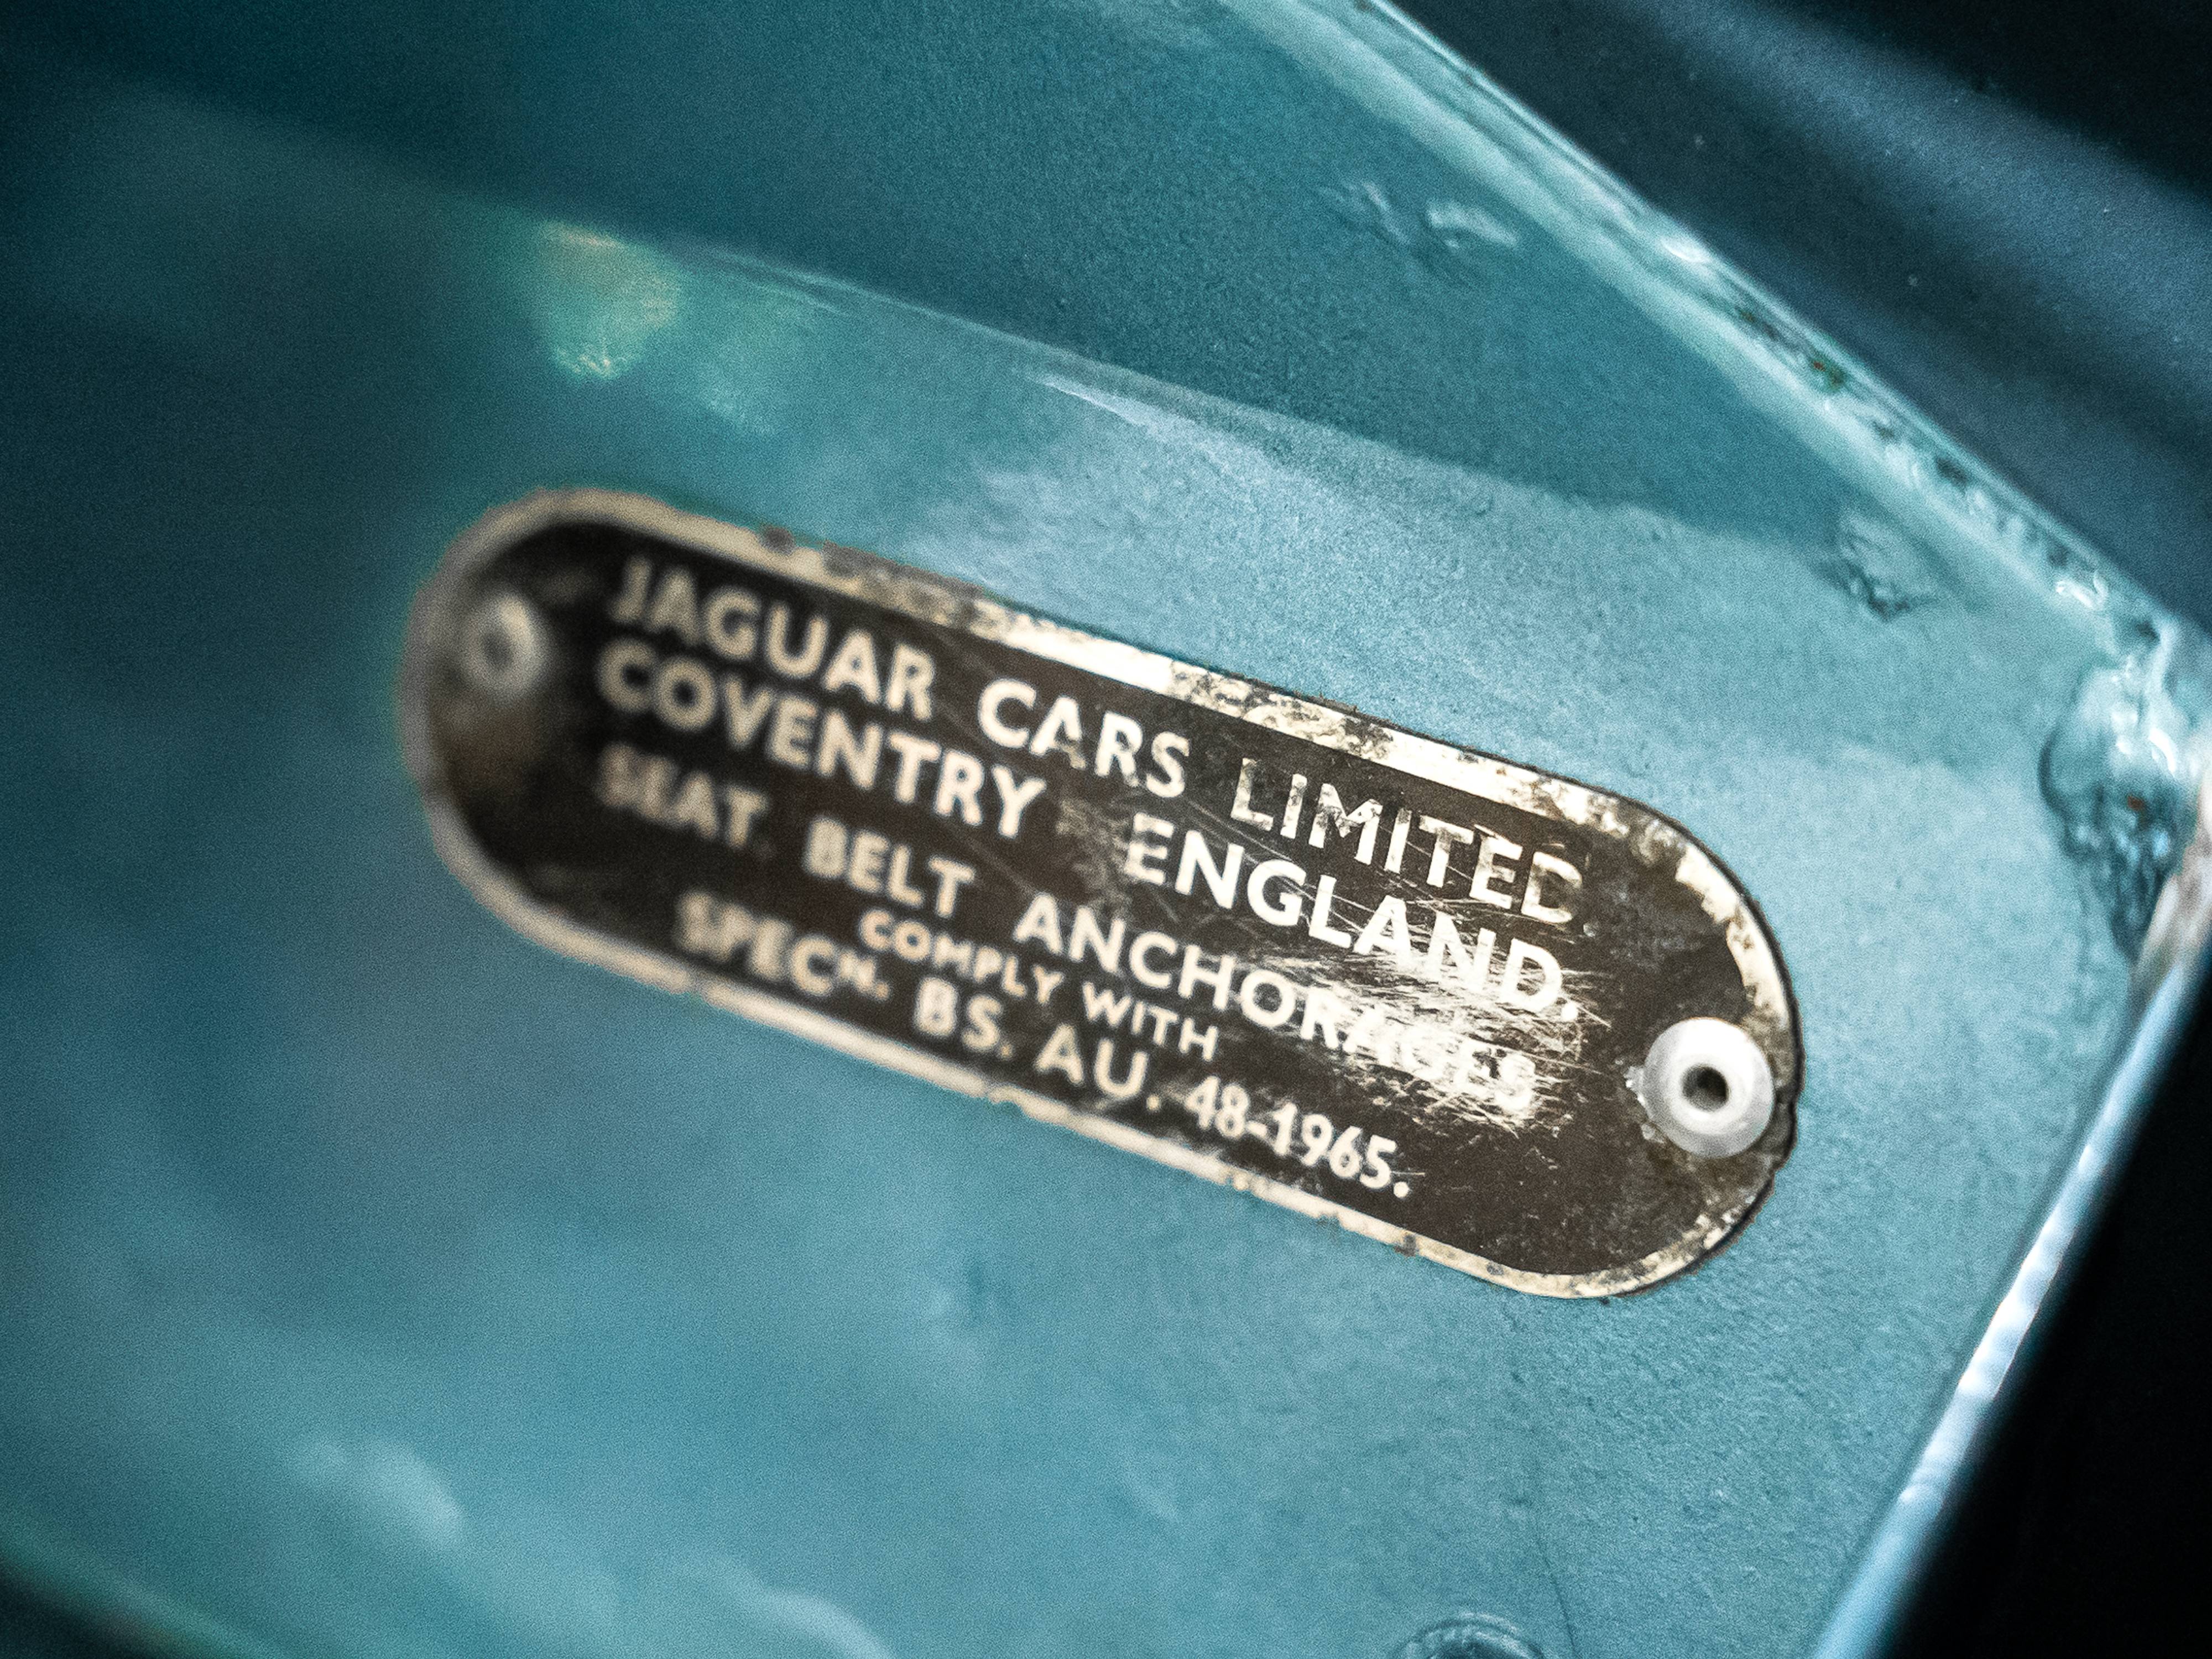 JAGUAR CARS LIMITED
COVENTRY ENGLAND.
SEAT BELT ANCHORAGES
COMPLY WITH
SPECN. BS. AU. 48-1965.